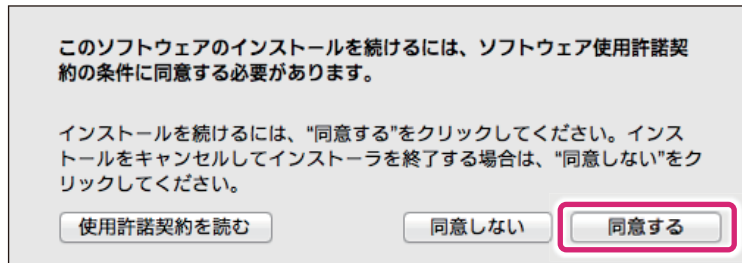 このソフトウェアのインストールを続けるには、ソフトウェア使用許諾契
約の条件に同意する必要があります。
インストールを続けるには、“同意する”をクリックしてください。インス
トールをキャンセルしてインストーラを終了する場合は、“同意しない”をク
リックしてください。
使用許諾契約を読む 同意しない 同意する